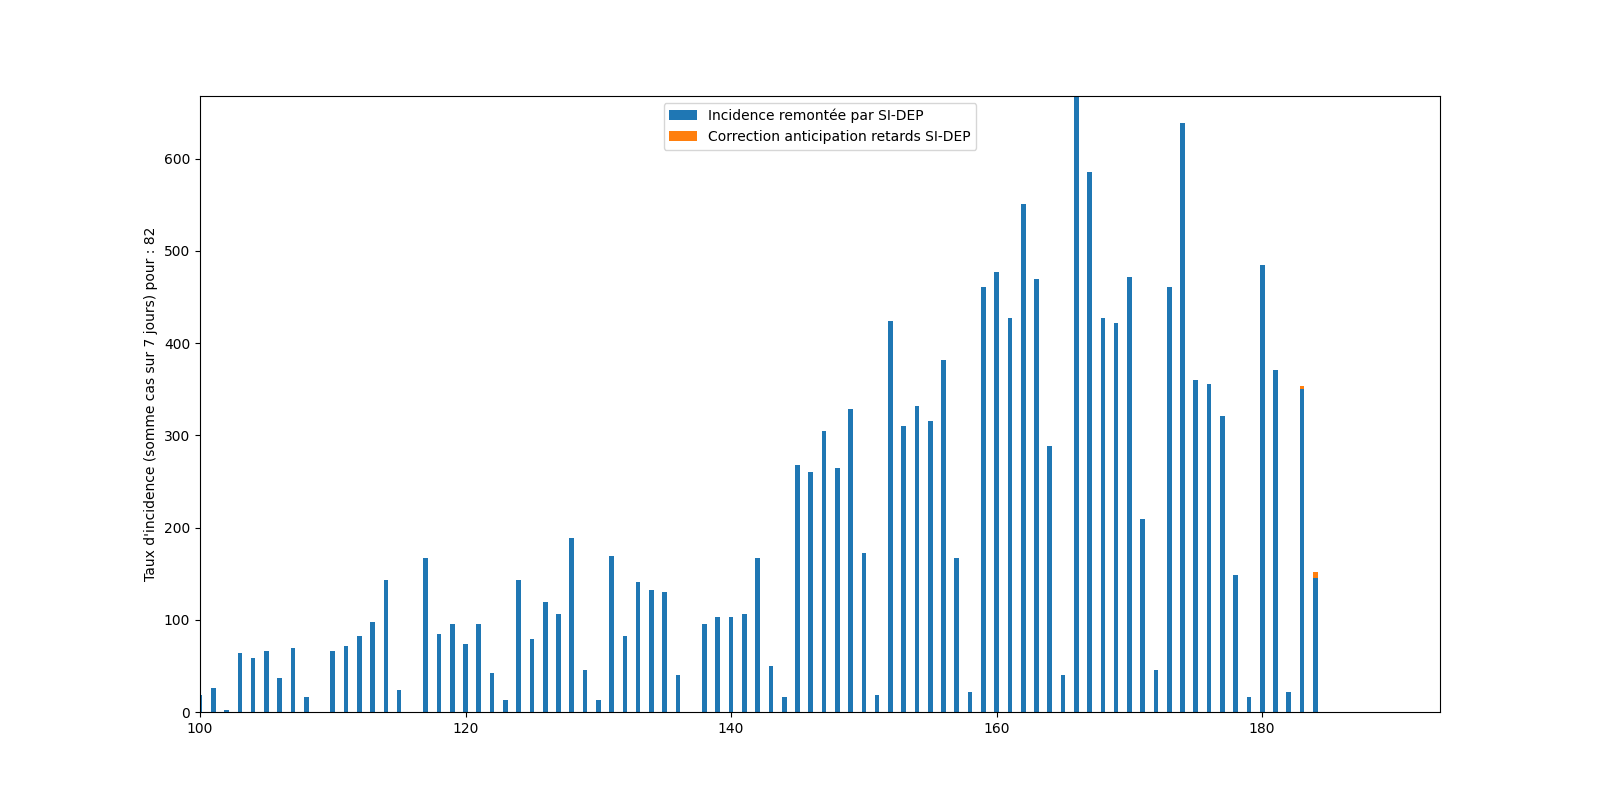 Incidence remontée par SI-DEP
Correction anticipation retards SI-DEP
Taux d'incidence (somme cas sur 7 jours) pour : 82
600
500
400
300
200
100
0
100 120 140 160 180